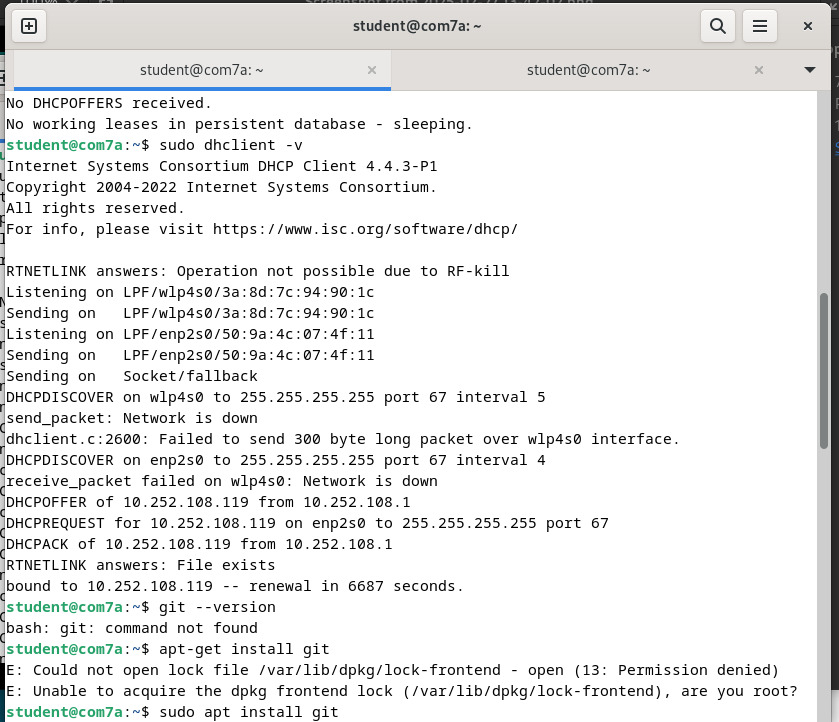 student@com7a: ~
student@com7a: ~
student@com7a: ~
No DHCPOFFERS received.
No working leases in persistent database - sleeping.
student@com7a:~$ sudo dhclient -v
Internet Systems Consortium DHCP Client 4.4.3-P1
Copyright 2004-2022 Internet Systems Consortium.
All rights reserved.
For info, please visit https://www.isc.org/software/dhcp/

RTNETLINK answers: Operation not possible due to RF-kill
Listening on LPF/wlp4s0/3a:8d:7c:94:90:1c
Sending on   LPF/wlp4s0/3a:8d:7c:94:90:1c
Listening on LPF/enp2s0/50:9a:4c:07:4f:11
Sending on   LPF/enp2s0/50:9a:4c:07:4f:11
Sending on   Socket/fallback
DHCPDISCOVER on wlp4s0 to 255.255.255.255 port 67 interval 5
send_packet: Network is down
dhclient.c:2600: Failed to send 300 byte long packet over wlp4s0 interface.
DHCPDISCOVER on enp2s0 to 255.255.255.255 port 67 interval 4
receive_packet failed on wlp4s0: Network is down
DHCPOFFER of 10.252.108.119 from 10.252.108.1
DHCPREQUEST for 10.252.108.119 on enp2s0 to 255.255.255.255 port 67
DHCPACK of 10.252.108.119 from 10.252.108.1
RTNETLINK answers: File exists
bound to 10.252.108.119 -- renewal in 6687 seconds.
student@com7a:~$ git --version
bash: git: command not found
student@com7a:~$ apt-get install git
E: Could not open lock file /var/lib/dpkg/lock-frontend - open (13: Permission denied)
E: Unable to acquire the dpkg frontend lock (/var/lib/dpkg/lock-frontend), are you root?
student@com7a:~$ sudo apt install git